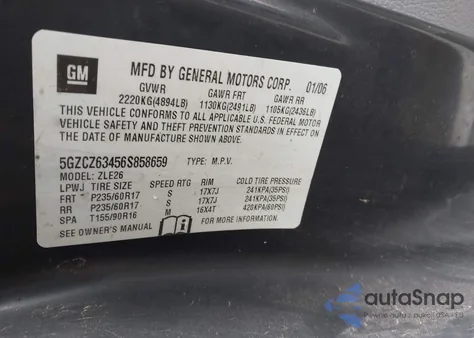 GM
MFD BY GENERAL MOTORS CORP. 01/06
GVWR GAWR FRT GAWR RR
2220KG(4894LB) 1130KG(2491LB) 1105KG(2436LB)
THIS VEHICLE CONFORMS TO ALL APPLICABLE U.S. FEDERAL MOTOR
VEHICLE SAFETY AND THEFT PREVENTION STANDARDS IN EFFECT ON
THE DATE OF MANUFACTURE SHOWN ABOVE.
5GZCZ63456S858659 TYPE: M.P.V.
MODEL: ZLE26
LPWJ TIRE SIZE SPEED RTG RIM COLD TIRE PRESSURE
FRT P235/60R17 S 17X7J 241KPA(35PSI)
RR P235/60R17 S 17X7J 241KPA(35PSI)
SPA T155/90R16 M 16X4T 420KPA(60PSI)
SEE OWNER'S MANUAL FOR MORE INFORMATION.
autoSnap